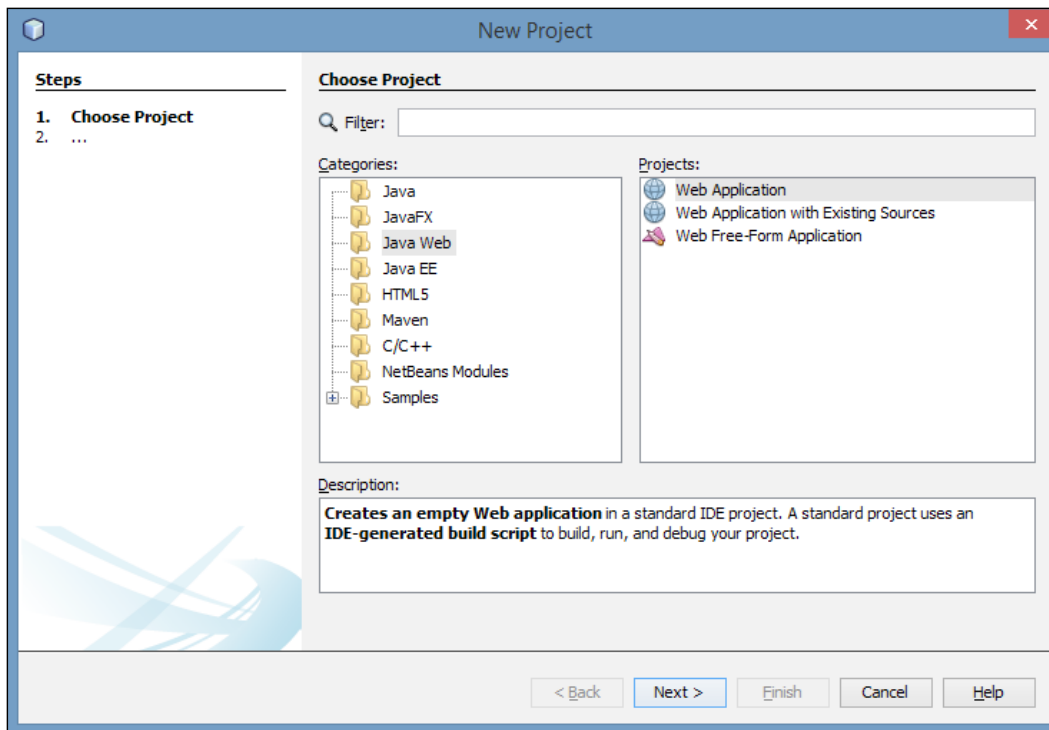 New Project
Steps
1. Choose Project
2. ...
Choose Project
Filter:
Categories:
Java
JavaFX
Java Web
Java EE
HTML5
Maven
C/C++
NetBeans Modules
Samples
Projects:
Web Application
Web Application with Existing Sources
Web Free-Form Application
Description:
Creates an empty Web application in a standard IDE project. A standard project uses an
IDE-generated build script to build, run, and debug your project.
< Back
Next >
Finish
Cancel
Help